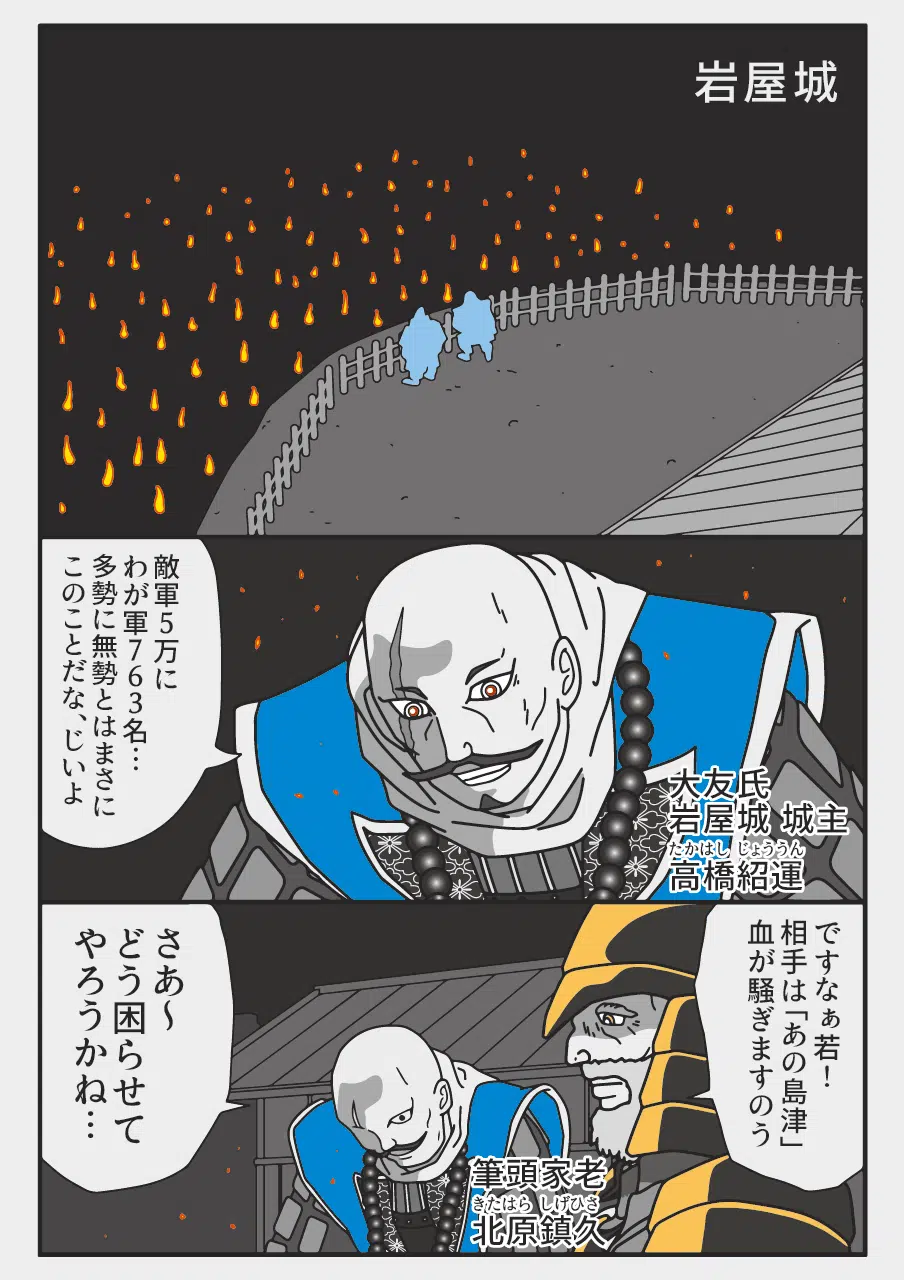 岩屋城
敵軍5万に
わが軍763名…
多勢に無勢とはまさに
このことだな、じいよ
大友氏
岩屋城 城主
たかはし じょううん
高橋紹運
ですなぁ若!
相手は「あの島津」
血が騒ぎますのう
さあ～
どう困らせて
やろうかね…
筆頭家老
きたはら しげひさ
北原鎮久